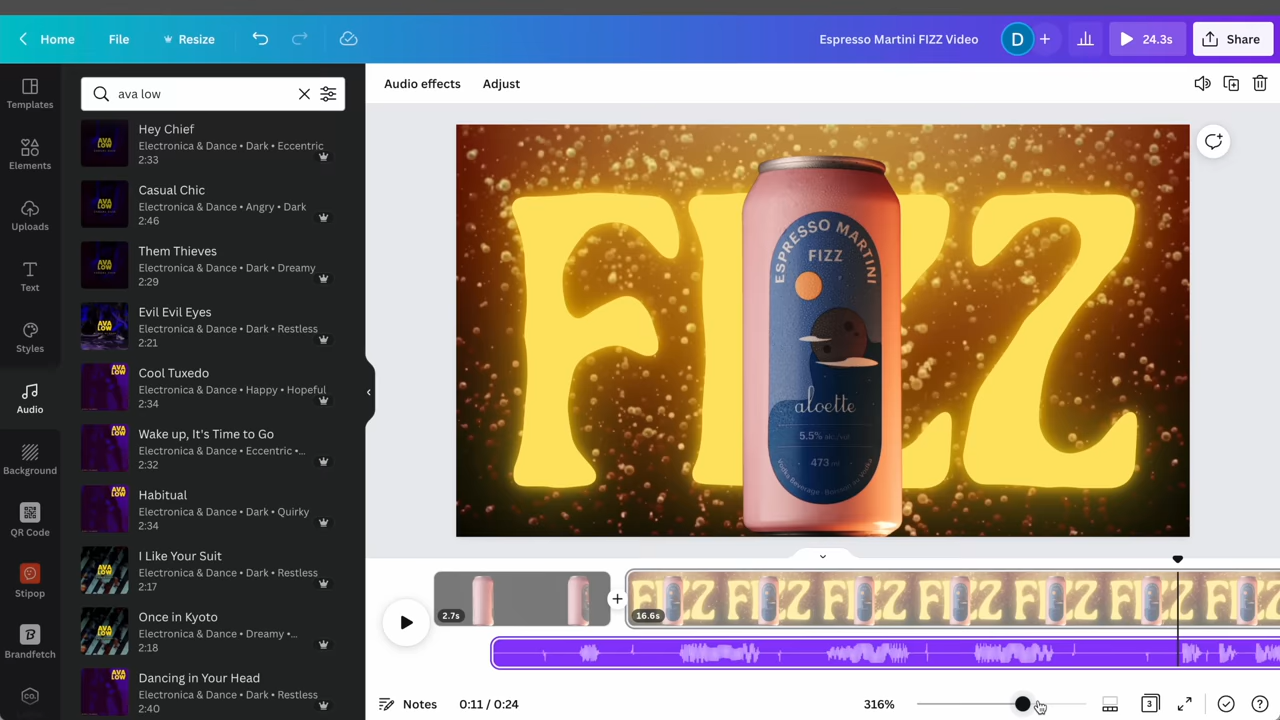 Home
File
Resize
Espresso Martini FIZZ Video
D
24.3s
Share
Templates
Elements
Uploads
Text
Styles
Audio
Background
QR Code
Stipop
Brandfetch
ava low
Hey Chief
Electronica & Dance • Dark • Eccentric
2:33
Casual Chic
Electronica & Dance • Angry • Dark
2:46
Them Thieves
Electronica & Dance • Dark • Dreamy
2:29
Evil Evil Eyes
Electronica & Dance • Dark • Restless
2:21
Cool Tuxedo
Electronica & Dance • Happy • Hopeful
2:34
Wake up, It's Time to Go
Electronica & Dance • Eccentric •...
2:32
Habitual
Electronica & Dance • Dark • Quirky
2:34
I Like Your Suit
Electronica & Dance • Dark • Restless
2:17
Once in Kyoto
Electronica & Dance • Dreamy •...
2:18
Dancing in Your Head
Electronica & Dance • Dark • Restless
2:40
Audio effects
Adjust
FIZZ
ESPRESSO MARTINI
FIZZ
aloette
5.5% alc./vol.
473 ml
2.7s
16.6s
Notes
0:11 / 0:24
316%
3